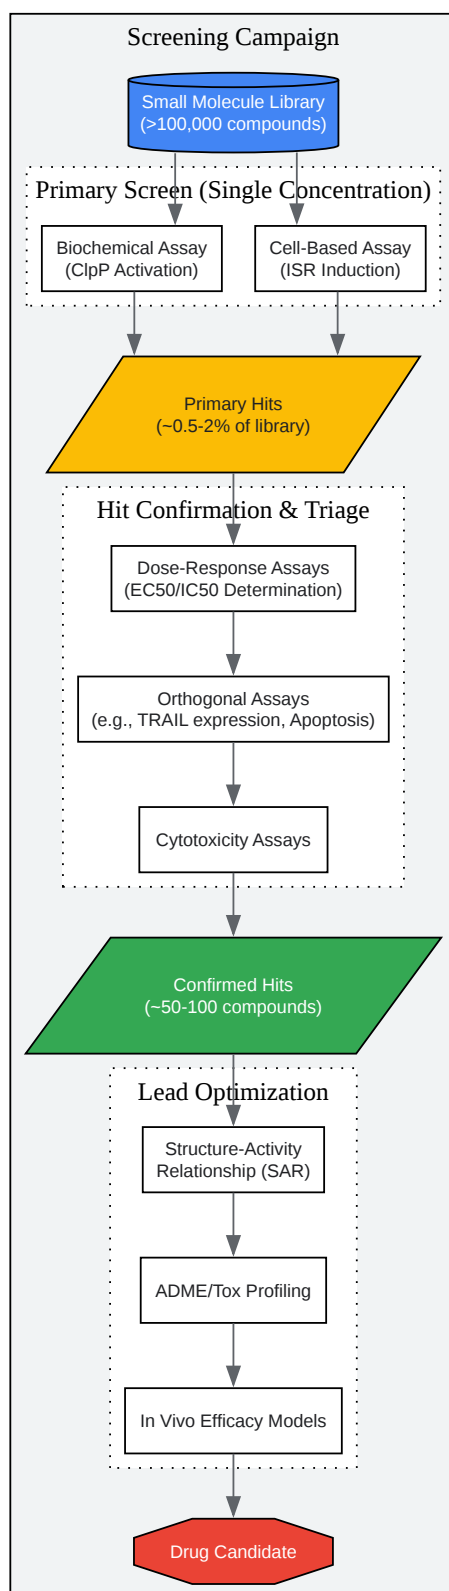 Screening Campaign
Small Molecule Library
(>100,000 compounds)
Primary Screen (Single Concentration)
Biochemical Assay
(ClpP Activation)
Cell-Based Assay
(ISR Induction)
Primary Hits
(~0.5-2% of library)
Hit Confirmation & Triage
Dose-Response Assays
(EC50/IC50 Determination)
Orthogonal Assays
(e.g., TRAIL expression, Apoptosis)
Cytotoxicity Assays
Confirmed Hits
(~50-100 compounds)
Lead Optimization
Structure-Activity
Relationship (SAR)
ADME/Tox Profiling
In Vivo Efficacy Models
Drug Candidate